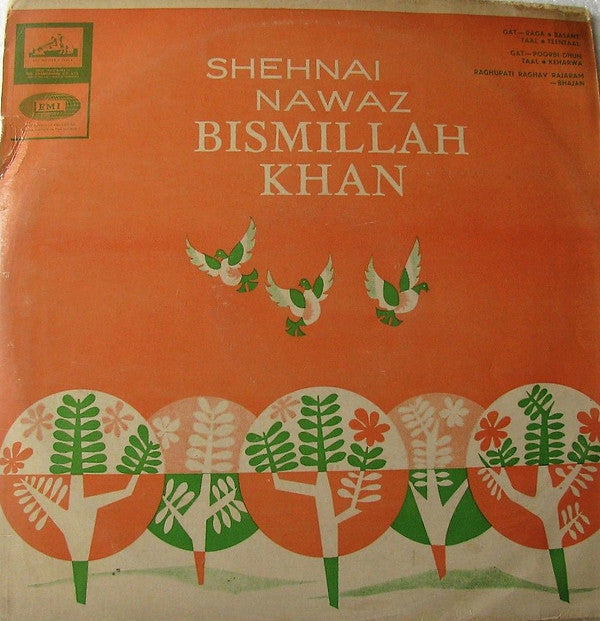 SHEHNAI
NAWAZ
BISMILLAH
KHAN
GAT—RAGA ★ BASANT
TAAL ★ TEENTAAL
GAT—POORBI DHUN
TAAL ★ KEHARWA
RAGHUPATI RAGHAV RAJARAM
—BHAJAN
EMI